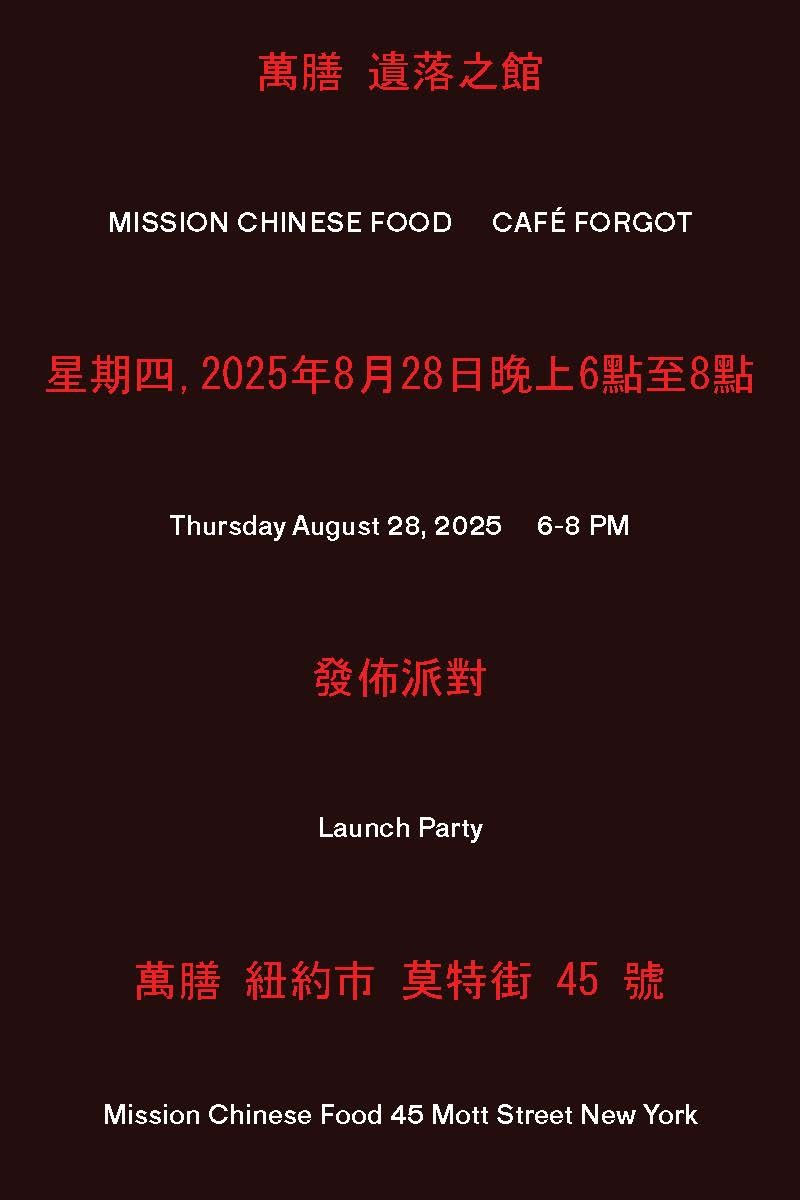 萬膳 遺落之館
MISSION CHINESE FOOD CAFÉ FORGOT
星期四,2025年8月28日晚上6點至8點
Thursday August 28, 2025 6-8 PM
發佈派對
Launch Party
萬膳 紐約市 莫特街 45 號
Mission Chinese Food 45 Mott Street New York